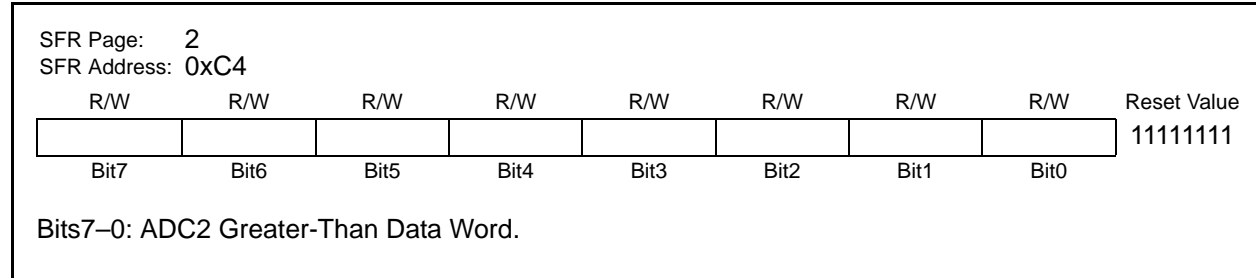 SFR Page: 2
SFR Address: 0xC4
R/W R/W R/W R/W R/W R/W R/W R/W Reset Value
11111111
Bit7 Bit6 Bit5 Bit4 Bit3 Bit2 Bit1 Bit0
Bits7–0: ADC2 Greater-Than Data Word.